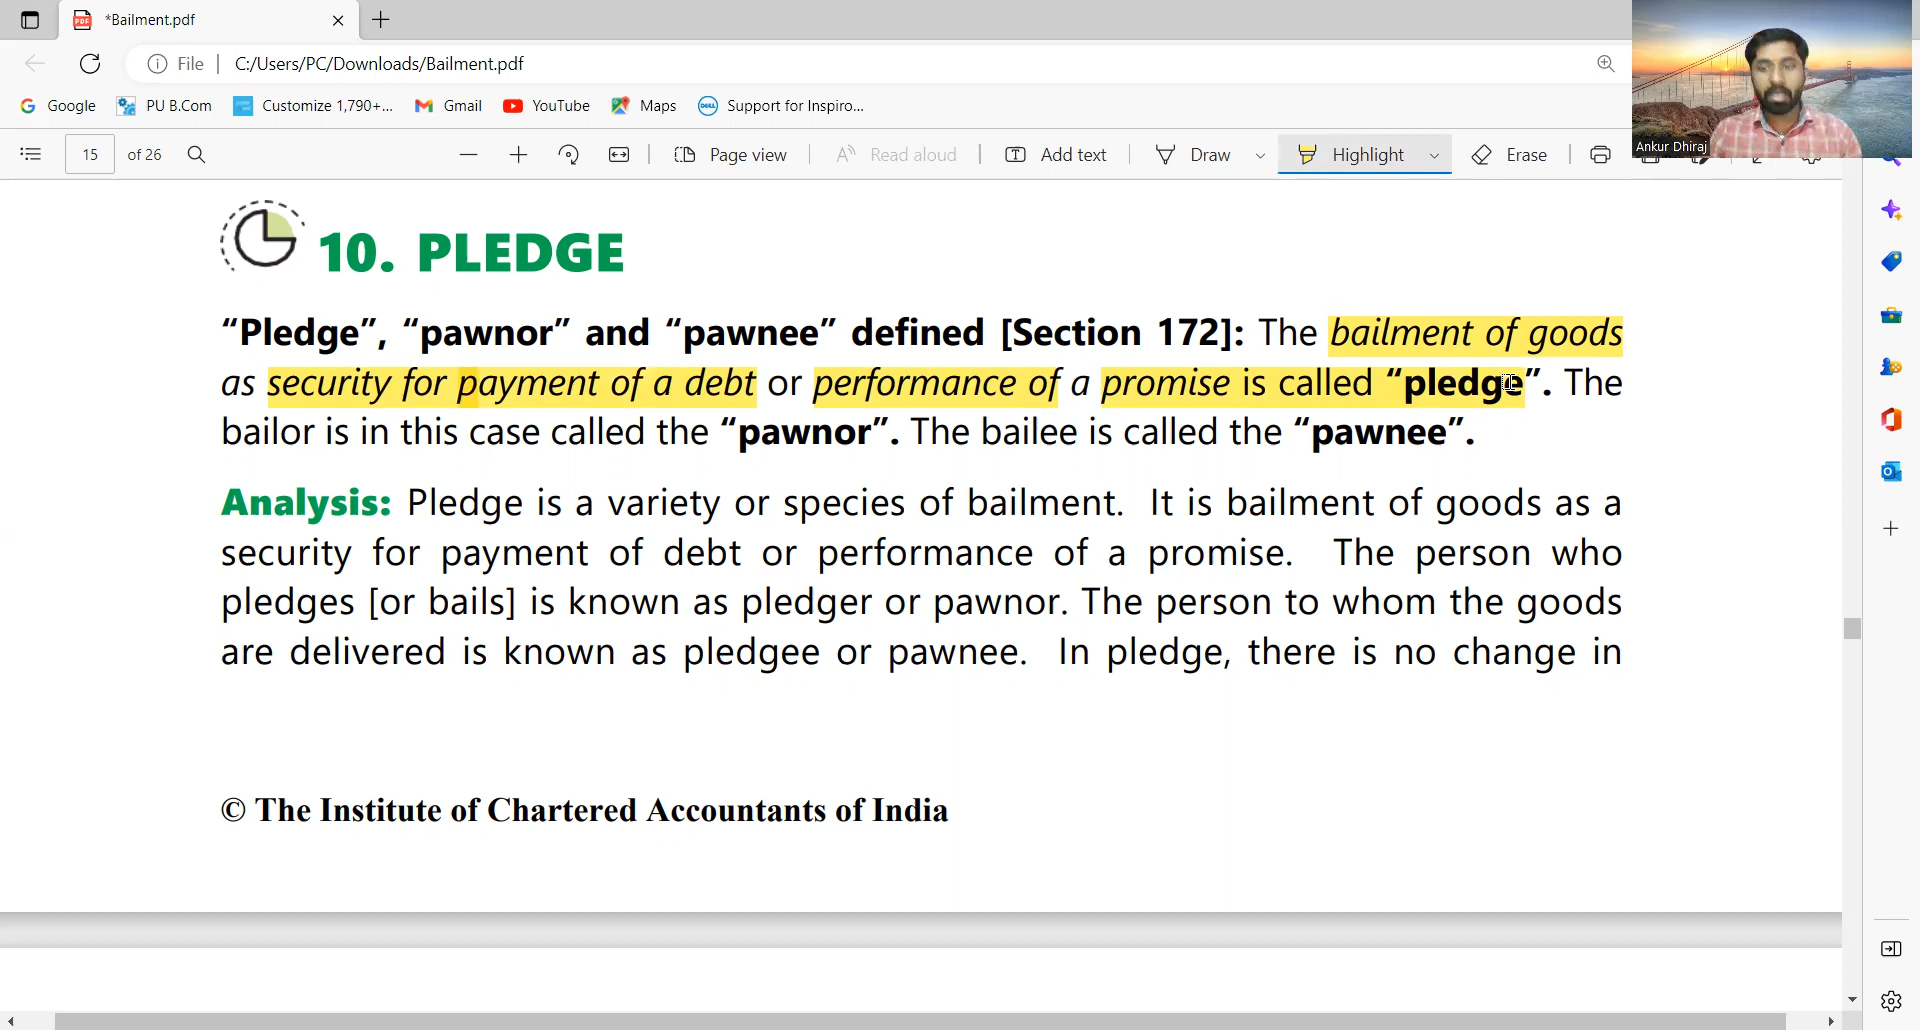 *Bailment.pdf
File | C:/Users/PC/Downloads/Bailment.pdf
Google PU B.Com Customize 1,790+... Gmail YouTube Maps Support for Inspiro...
15 of 26 Page view Read aloud Add text Draw Highlight Erase
Ankur Dhiraj
10. PLEDGE
“Pledge”, “pawnor” and “pawnee” defined [Section 172]: The bailment of goods
as security for payment of a debt or performance of a promise is called “pledge”. The
bailor is in this case called the “pawnor”. The bailee is called the “pawnee”.
Analysis: Pledge is a variety or species of bailment. It is bailment of goods as a
security for payment of debt or performance of a promise. The person who
pledges [or bails] is known as pledger or pawnor. The person to whom the goods
are delivered is known as pledgee or pawnee. In pledge, there is no change in
© The Institute of Chartered Accountants of India